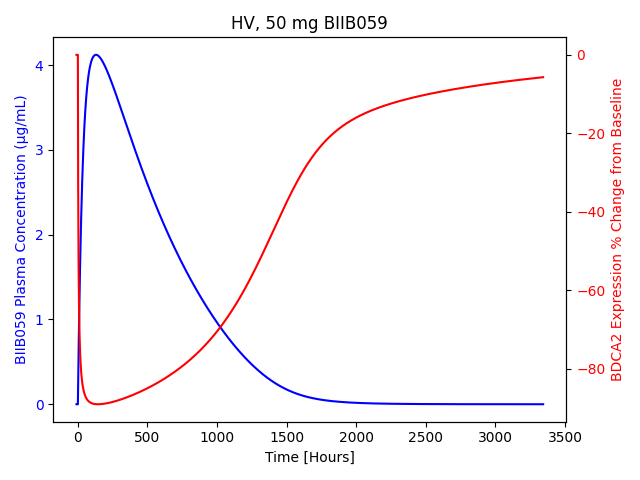 HV, 50 mg BIIB059
BIIB059 Plasma Concentration (µg/mL)
4
3
2
1
0
0
−20
−40
−60
−80
BDCA2 Expression % Change from Baseline
0 500 1000 1500 2000 2500 3000 3500
Time [Hours]